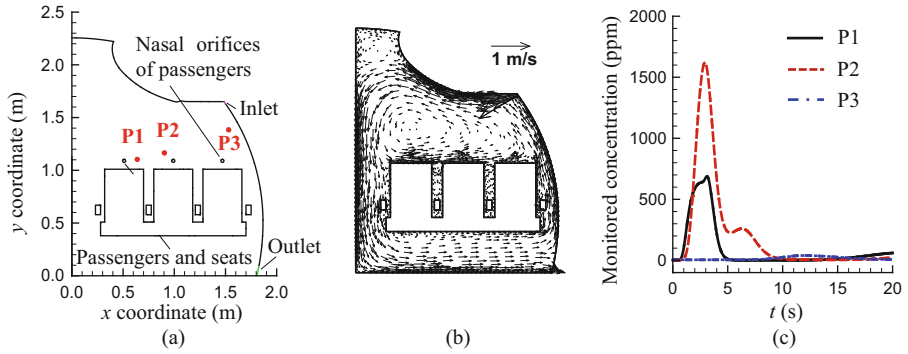 2.5
2.0
1.5
1.0
0.5
0.0
0.0 0.5 1.0 1.5 2.0
y coordinate (m)
x coordinate (m)
Nasal orifices
of passengers
Inlet
P1
P2
P3
Passengers and seats
Outlet
(a)
1 m/s
(b)
2000
1500
1000
500
0
0 5 10 15 20
Monitored concentration (ppm)
t (s)
P1
P2
P3
(c)